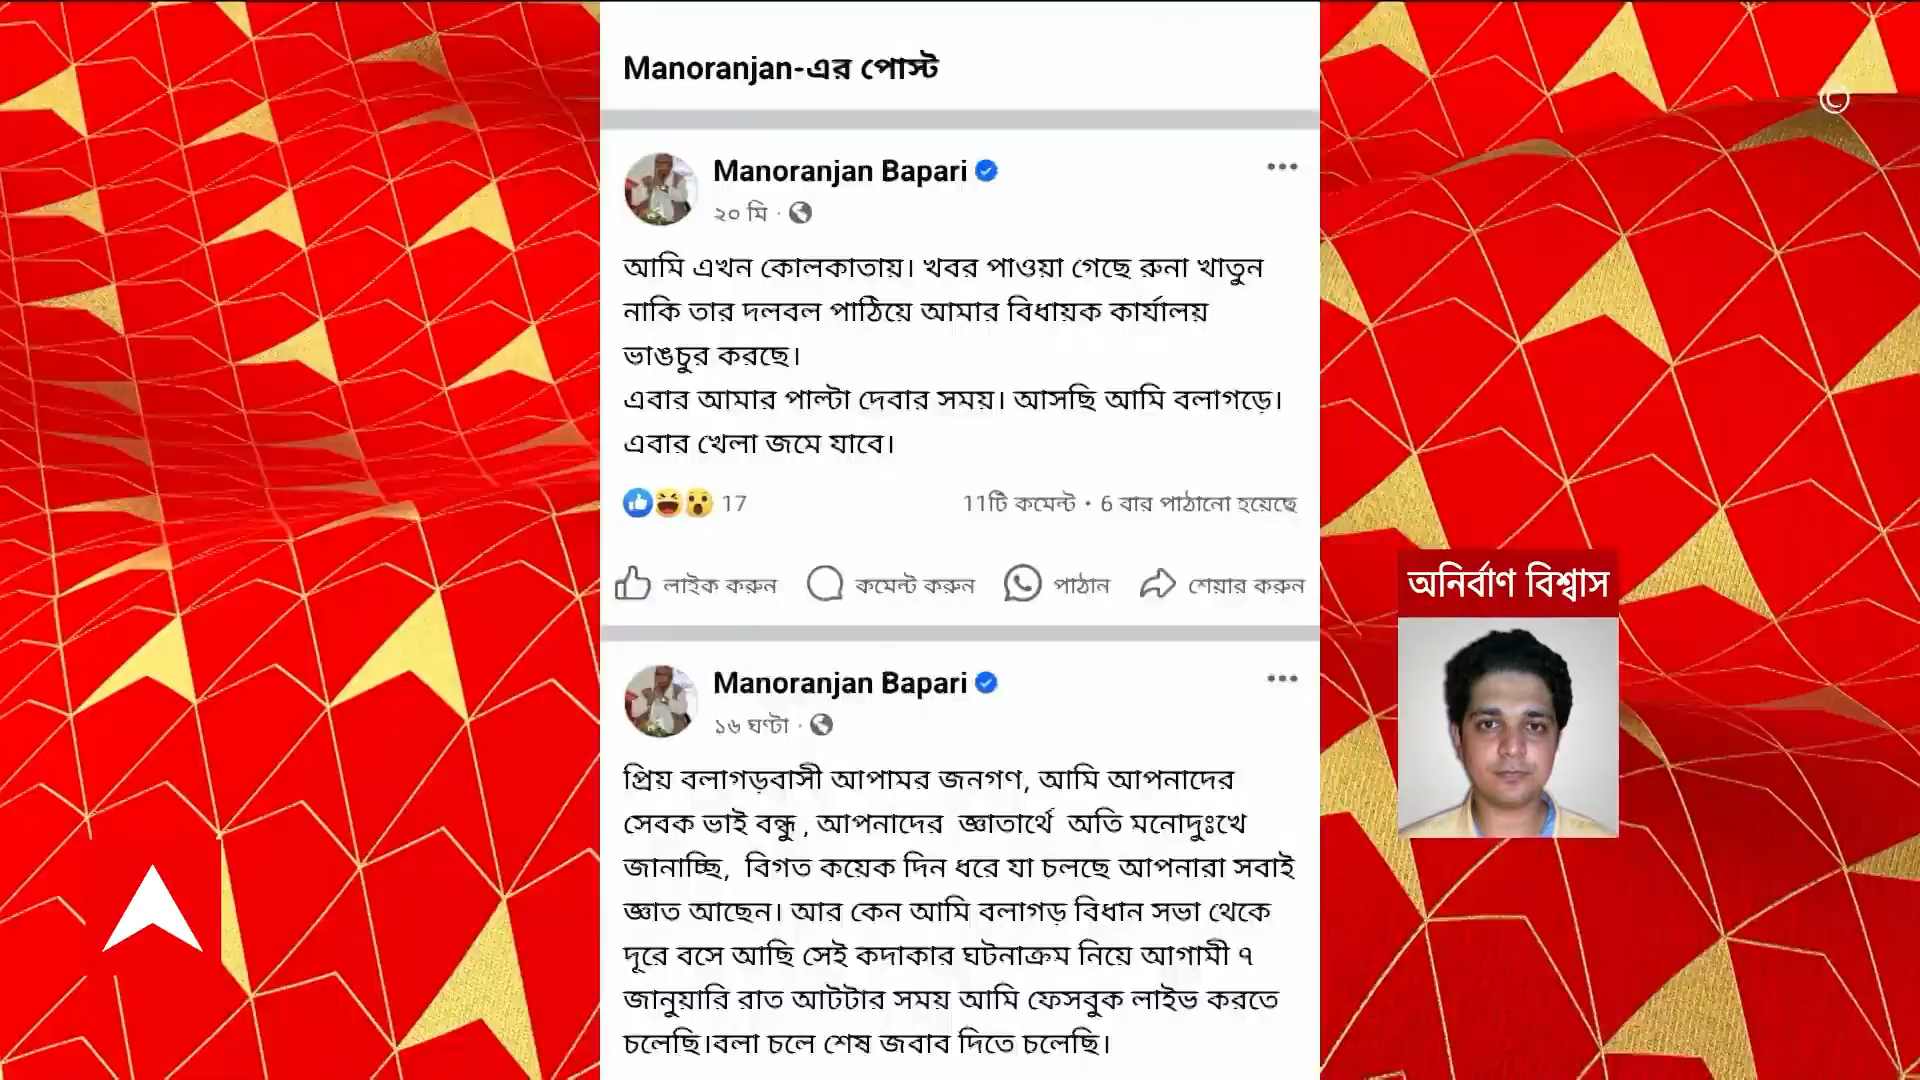 Manoranjan-এর পোস্ট
©
Manoranjan Bapari
২০ মি ·
আমি এখন কোলকাতায়। খবর পাওয়া গেছে রুনা খাতুন
নাকি তার দলবল পাঠিয়ে আমার বিধায়ক কার্যালয়
ভাঙচুর করছে।
এবার আমার পাল্টা দেবার সময়। আসছি আমি বলাগড়ে।
এবার খেলা জমে যাবে।
17
11টি কমেন্ট • 6 বার পাঠানো হয়েছে
লাইক করুন কমেন্ট করুন পাঠান শেয়ার করুন
অনির্বাণ বিশ্বাস
Manoranjan Bapari
১৬ ঘণ্টা ·
প্রিয় বলাগড়বাসী আপামর জনগণ, আমি আপনাদের
সেবক ভাই বন্ধু , আপনাদের জ্ঞাতার্থে অতি মনোদুঃখে
জানাচ্ছি, বিগত কয়েক দিন ধরে যা চলছে আপনারা সবাই
জ্ঞাত আছেন। আর কেন আমি বলাগড় বিধান সভা থেকে
দূরে বসে আছি সেই কদাকার ঘটনাক্রম নিয়ে আগামী ৭
জানুয়ারি রাত আটটার সময় আমি ফেসবুক লাইভ করতে
চলেছি।বলা চলে শেষ জবাব দিতে চলেছি।